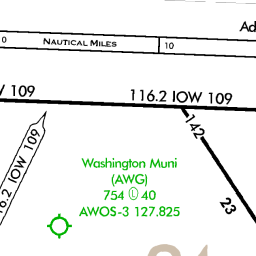 Ad
0 NAUTICAL MILES 10
V 109
116.2 IOW 109
16.2 IOW 109
142
23
Washington Muni
(AWG)
754 Ⓛ 40
AWOS-3 127.825